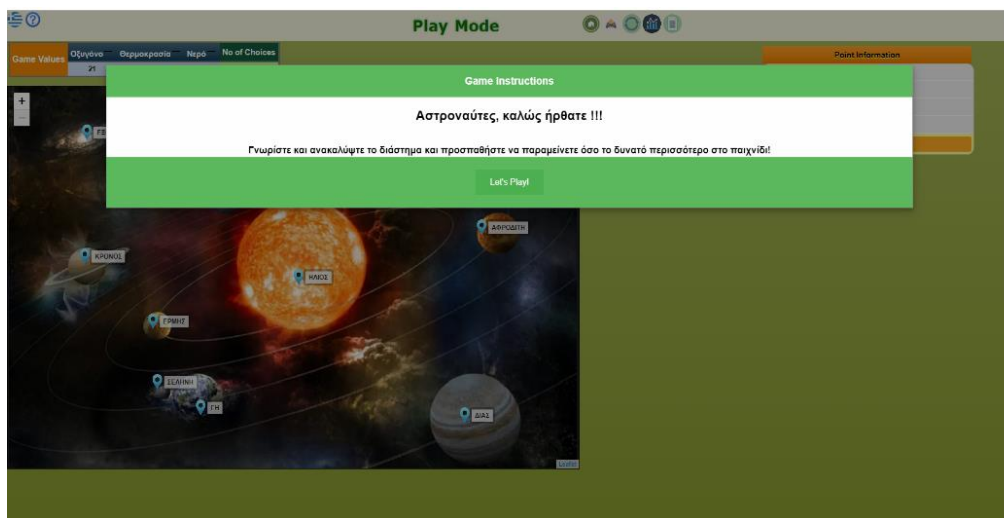 Play Mode
Game Values
Οξυγόνο Θερμοκρασία Νερό No of Choices
21
Point Information
Game Instructions
Αστροναύτες, καλώς ήρθατε !!!
Γνωρίστε και ανακαλύψτε το διάστημα και προσπαθήστε να παραμείνετε όσο το δυνατό περισσότερο στο παιχνίδι!
Let's Play!
+
−
ΑΦΡΟΔΙΤΗ
ΚΡΟΝΟΣ
ΗΛΙΟΣ
ΕΡΜΗΣ
ΣΕΛΗΝΗ
ΓΗ
ΔΙΑΣ
Leaflet